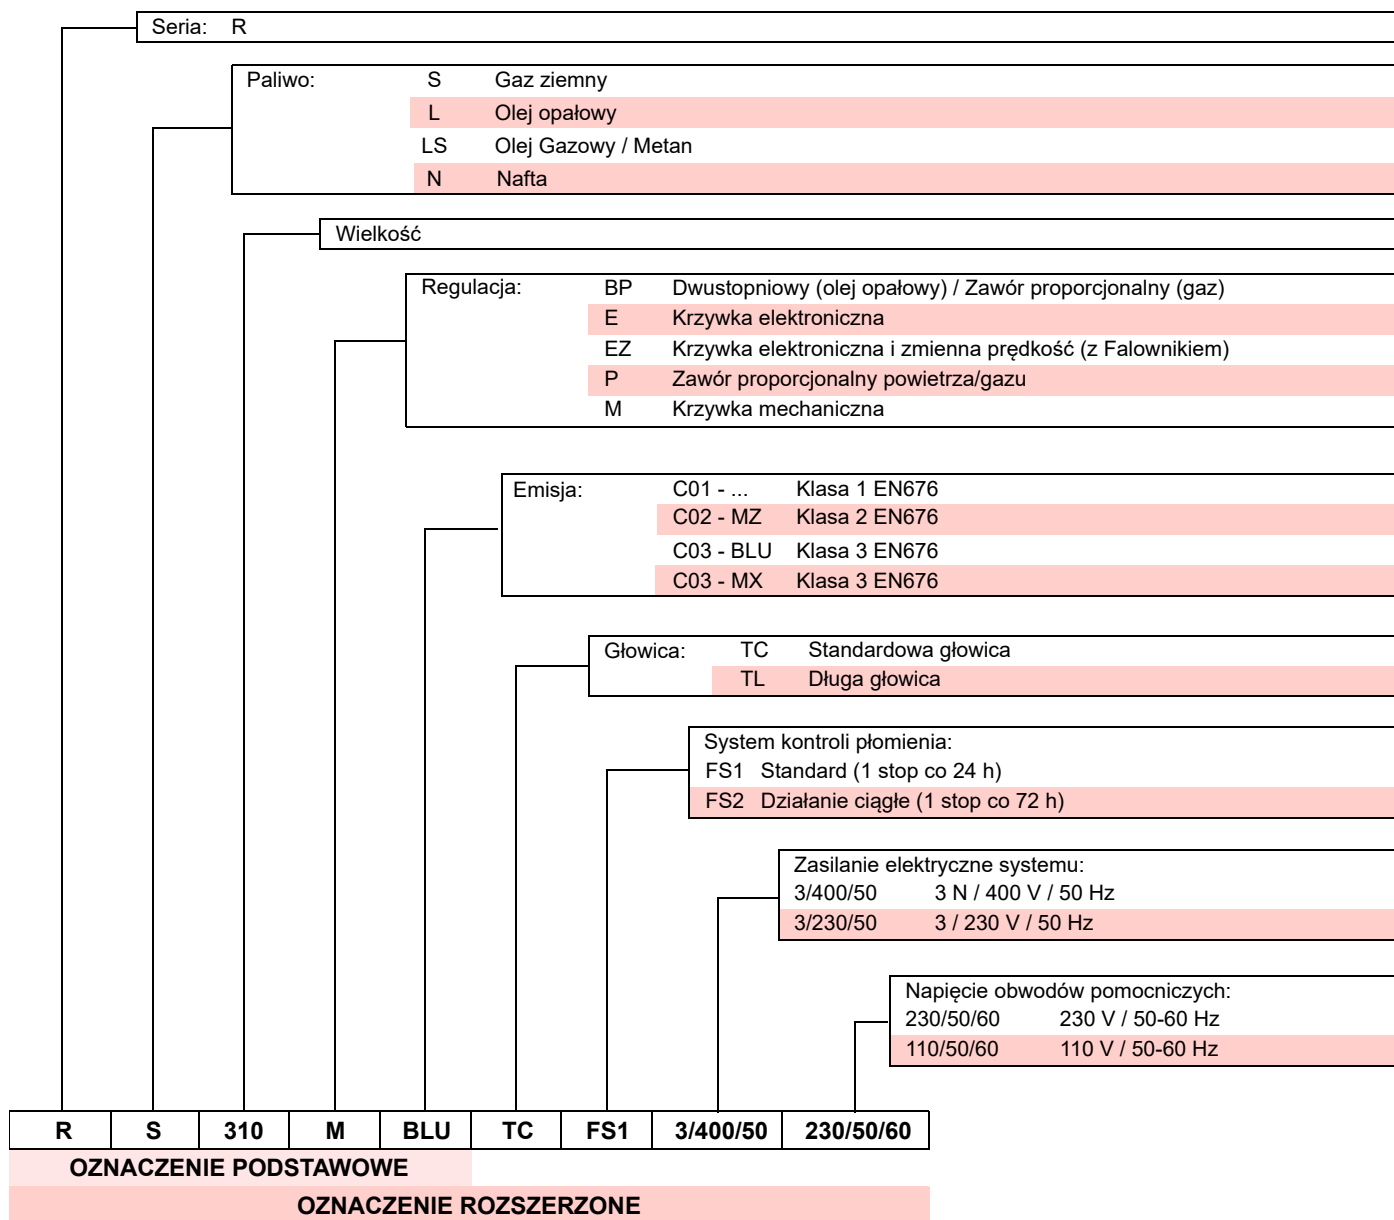 Seria: R
Paliwo: S Gaz ziemny
L Olej opałowy
LS Olej Gazowy / Metan
N Nafta
Wielkość
Regulacja: BP Dwustopniowy (olej opałowy) / Zawór proporcjonalny (gaz)
E Krzywka elektroniczna
EZ Krzywka elektroniczna i zmienna prędkość (z Falownikiem)
P Zawór proporcjonalny powietrza/gazu
M Krzywka mechaniczna
Emisja: C01 - ... Klasa 1 EN676
C02 - MZ Klasa 2 EN676
C03 - BLU Klasa 3 EN676
C03 - MX Klasa 3 EN676
Głowica: TC Standardowa głowica
TL Długa głowica
System kontroli płomienia:
FS1 Standard (1 stop co 24 h)
FS2 Działanie ciągłe (1 stop co 72 h)
Zasilanie elektryczne systemu:
3/400/50 3 N / 400 V / 50 Hz
3/230/50 3 / 230 V / 50 Hz
Napięcie obwodów pomocniczych:
230/50/60 230 V / 50-60 Hz
110/50/60 110 V / 50-60 Hz
R S 310 M BLU TC FS1 3/400/50 230/50/60
OZNACZENIE PODSTAWOWE
OZNACZENIE ROZSZERZONE